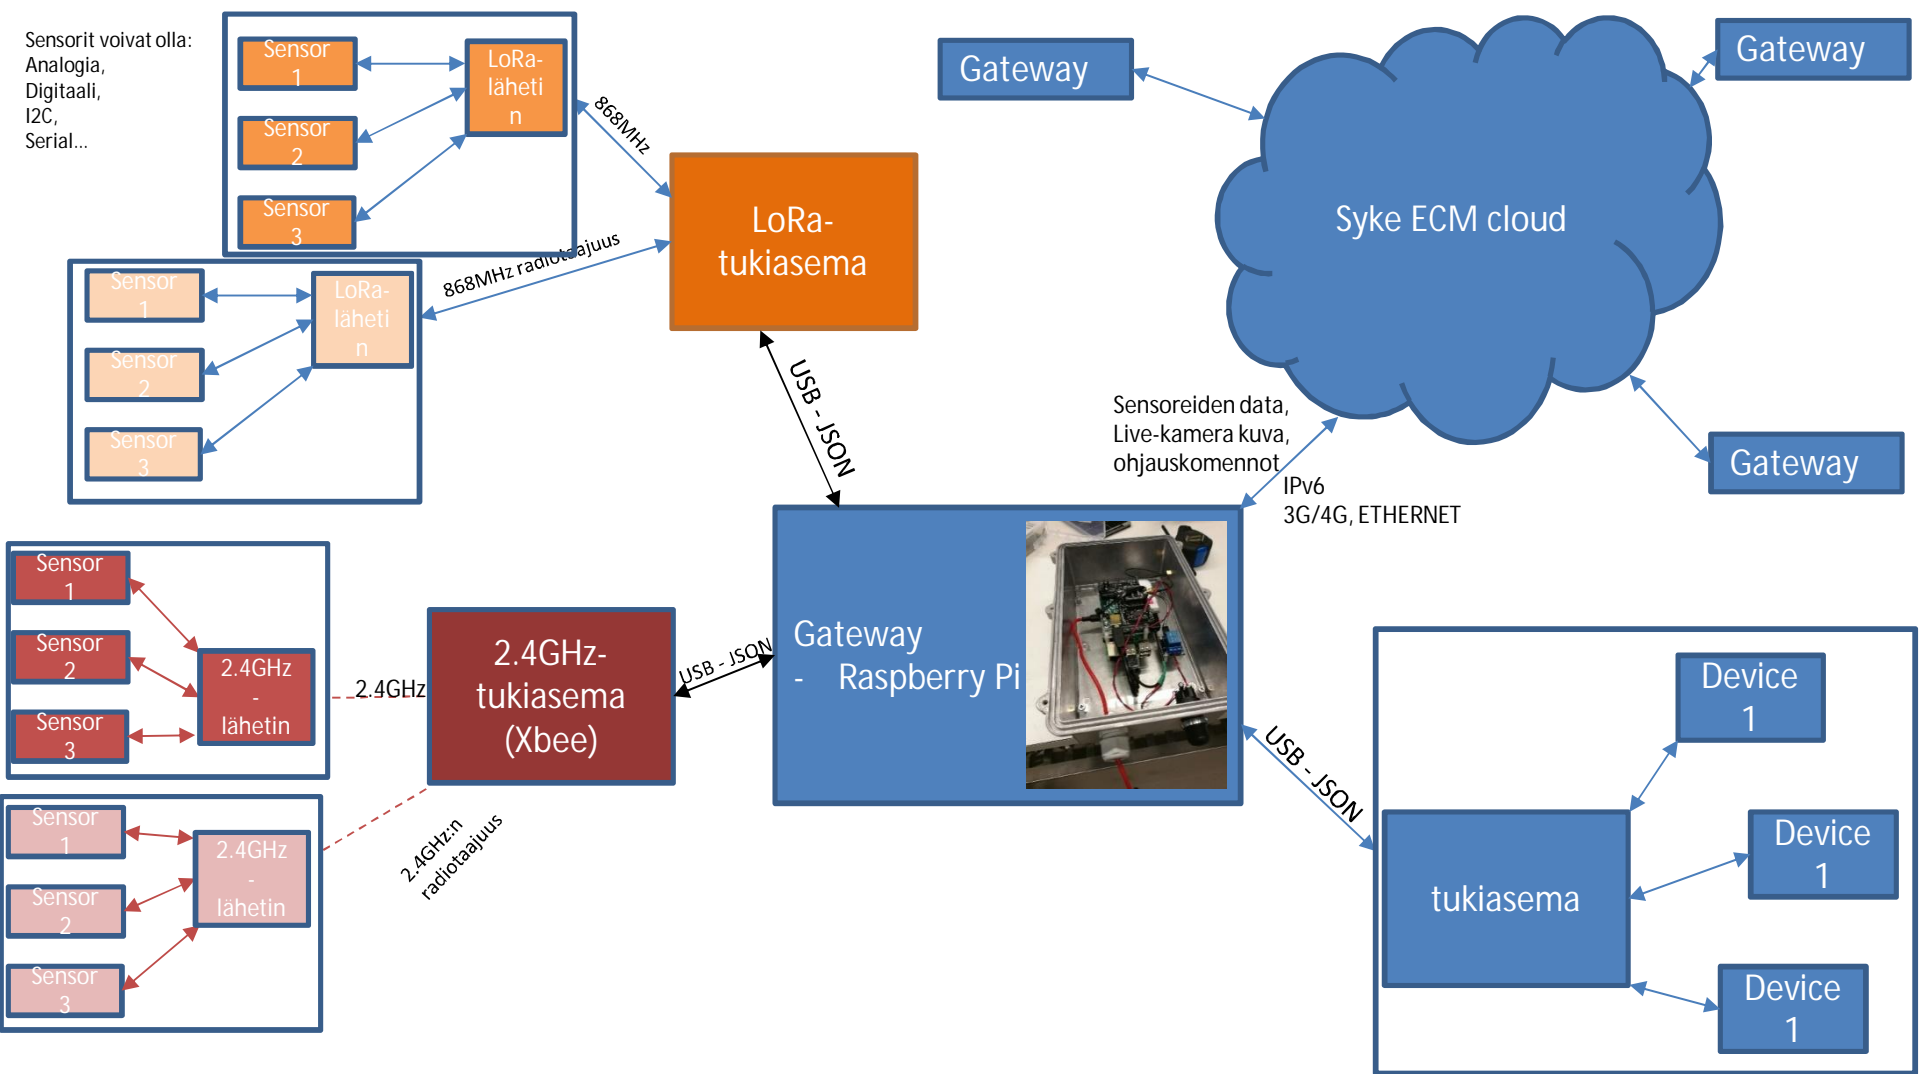 Sensorit voivat olla:
Analogia,
Digitaali,
I2C,
Serial...
Sensor
1
Sensor
2
Sensor
3
LoRa-
läheti
n
868MHz
Sensor
1
Sensor
2
Sensor
3
LoRa-
läheti
n
868MHz radiotaajuus
LoRa-
tukiasema
USB - JSON
Gateway
Gateway
Syke ECM cloud
Gateway
Sensoreiden data,
Live-kamera kuva,
ohjauskomennot
IPv6
3G/4G, ETHERNET
Sensor
1
Sensor
2
Sensor
3
2.4GHz
-
lähetin
2.4GHz
Sensor
1
Sensor
2
Sensor
3
2.4GHz
-
lähetin
2.4GHz:n
radiotaajuus
2.4GHz-
tukiasema
(Xbee)
USB - JSON
Gateway
- Raspberry Pi
USB - JSON
tukiasema
Device
1
Device
1
Device
1